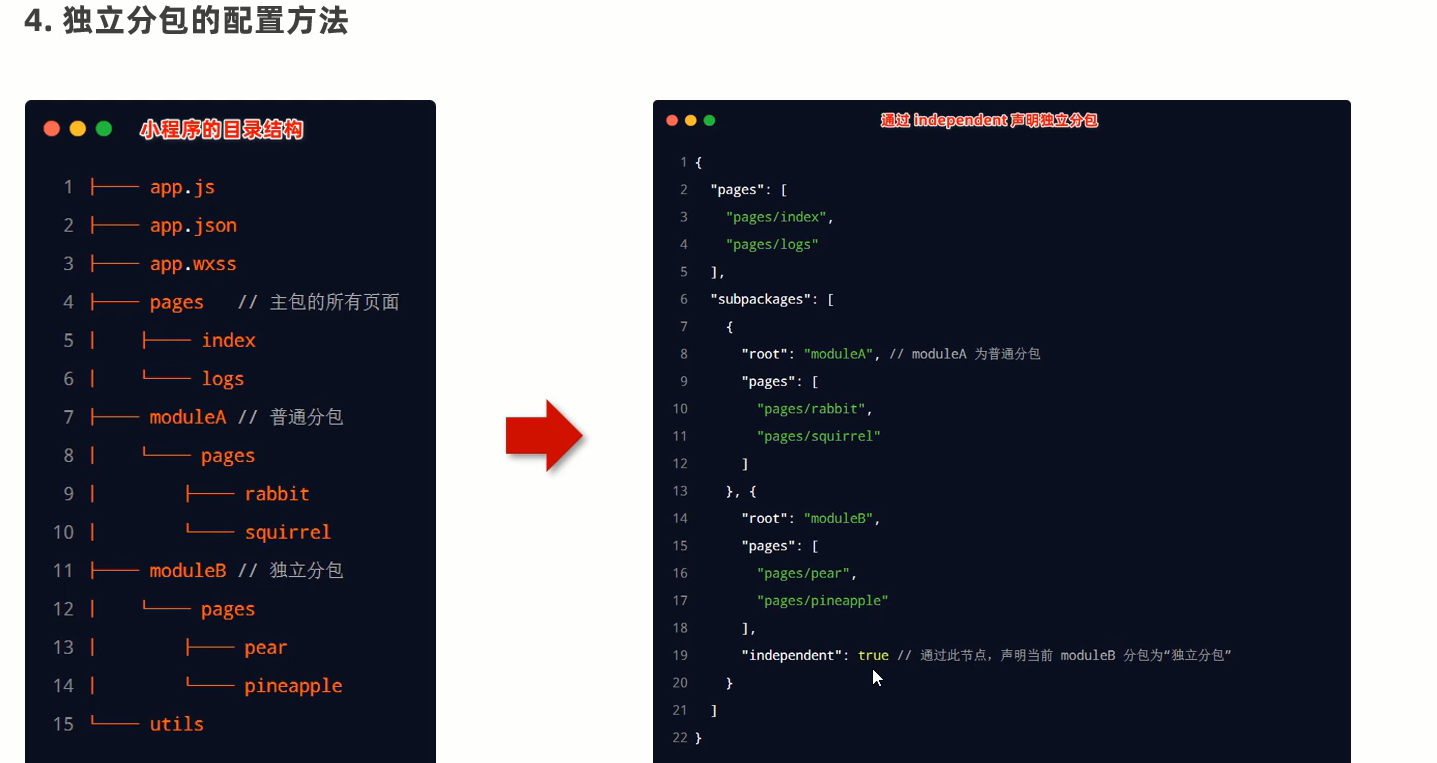 4. 独立分包的配置方法
小程序的目录结构
1 ├── app.js
2 ├── app.json
3 ├── app.wxss
4 ├── pages // 主包的所有页面
5 │ ├── index
6 │ └── logs
7 ├── moduleA // 普通分包
8 │ └── pages
9 │ ├── rabbit
10 │ └── squirrel
11 ├── moduleB // 独立分包
12 │ └── pages
13 │ ├── pear
14 │ └── pineapple
15 └── utils
通过 independent 声明独立分包
1 {
2 "pages": [
3 "pages/index",
4 "pages/logs"
5 ],
6 "subpackages": [
7 {
8 "root": "moduleA", // moduleA 为普通分包
9 "pages": [
10 "pages/rabbit",
11 "pages/squirrel"
12 ]
13 }, {
14 "root": "moduleB",
15 "pages": [
16 "pages/pear",
17 "pages/pineapple"
18 ],
19 "independent": true // 通过此节点，声明当前 moduleB 分包为“独立分包”
20 }
21 ]
22 }